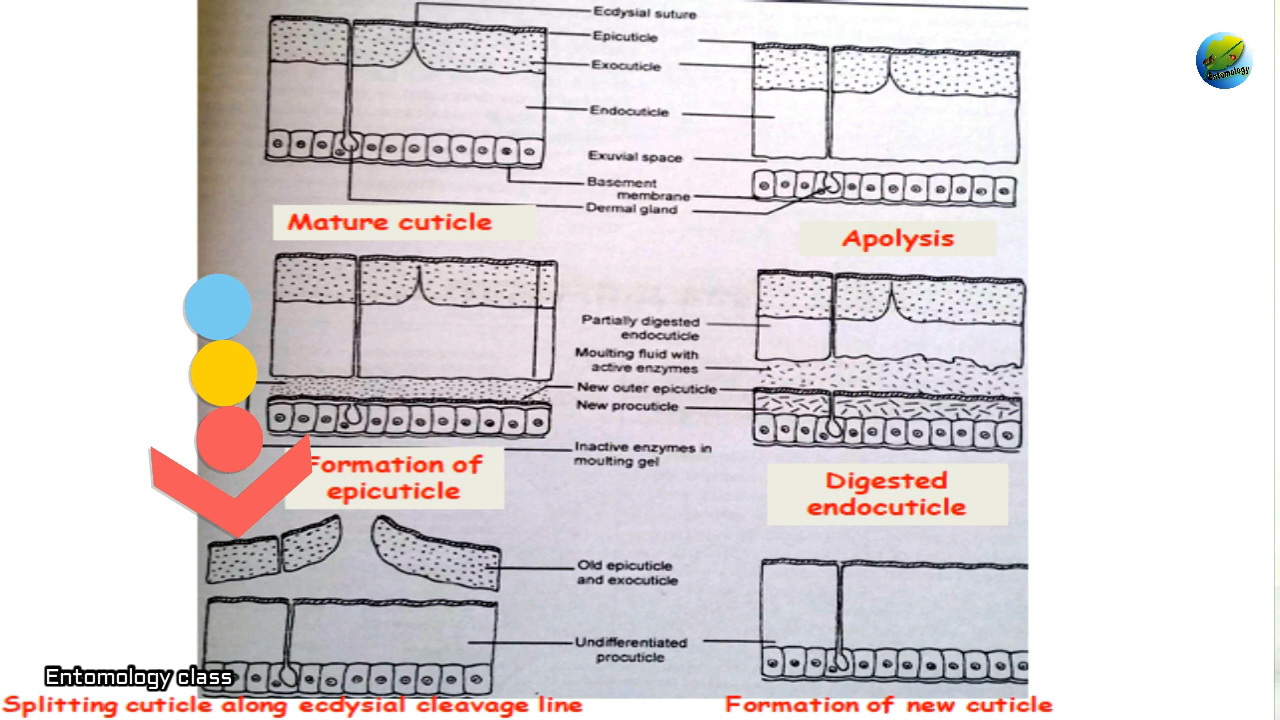 Ecdysial suture
Epicuticle
Exocuticle
Endocuticle
Exuvial space
Basement
membrane
Dermal gland
Entomology
Mature cuticle
Apolysis
Partially digested
endocuticle
Moulting fluid with
active enzymes
New outer epicuticle
New procuticle
Inactive enzymes in
moulting gel
Formation of
epicuticle
Digested
endocuticle
Old epicuticle
and exocuticle
Undifferentiated
procuticle
Entomology class
Splitting cuticle along ecdysial cleavage line
Formation of new cuticle